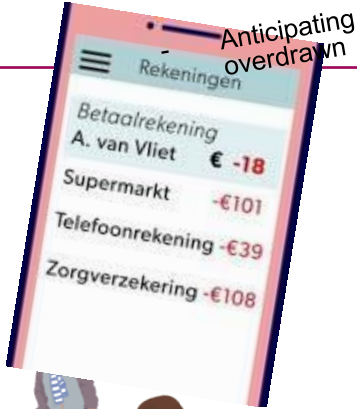 Anticipating
overdrawn
-
Rekeningen
Betaalrekening
A. van Vliet € -18
Supermarkt -€101
Telefoonrekening -€39
Zorgverzekering -€108